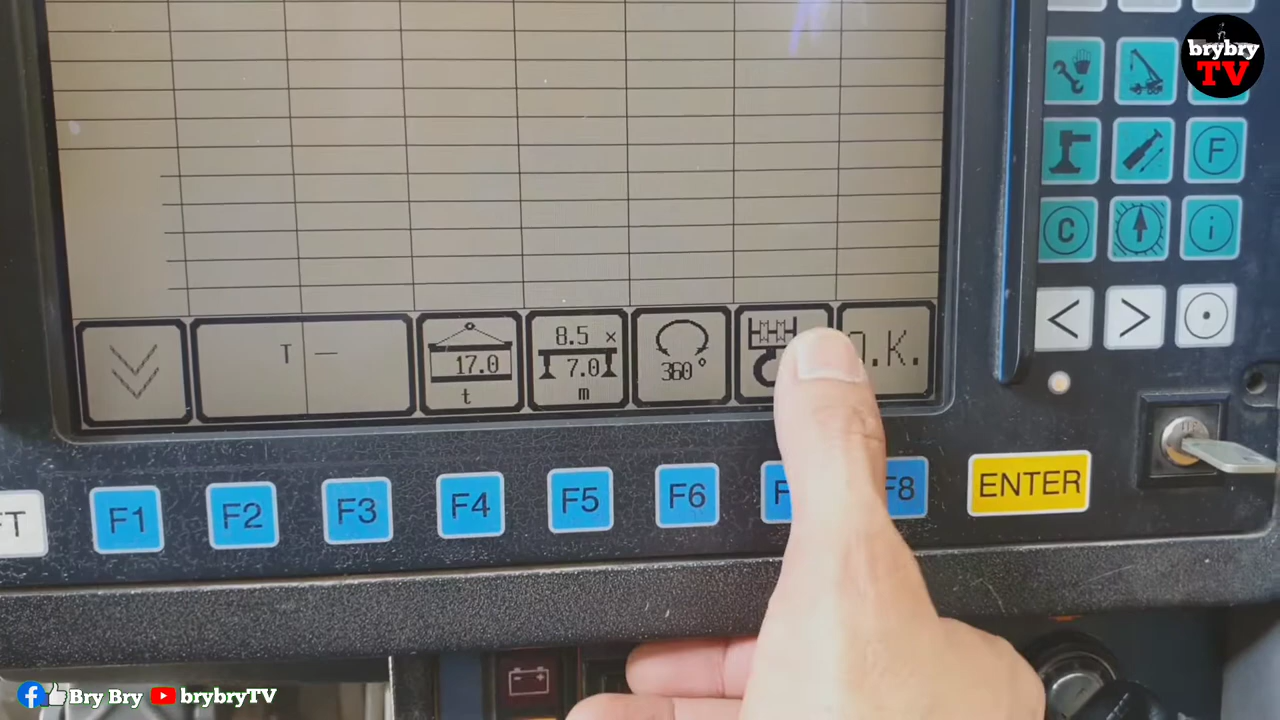 brybry
TV
F
C
i
< >
T —
17.0
t
8.5 x
7.0
m
360°
.K.
FT
F1
F2
F3
F4
F5
F6
F
F8
ENTER
Bry Bry
brybryTV